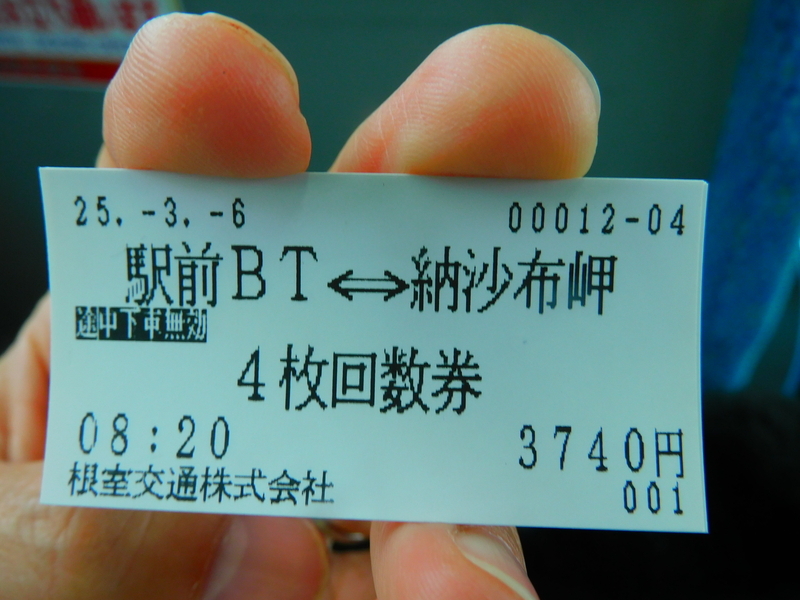 25.-3.-6 00012-04
駅前BT⇔納沙布岬
途中下車無効
4枚回数券
08:20 3740円
根室交通株式会社 001